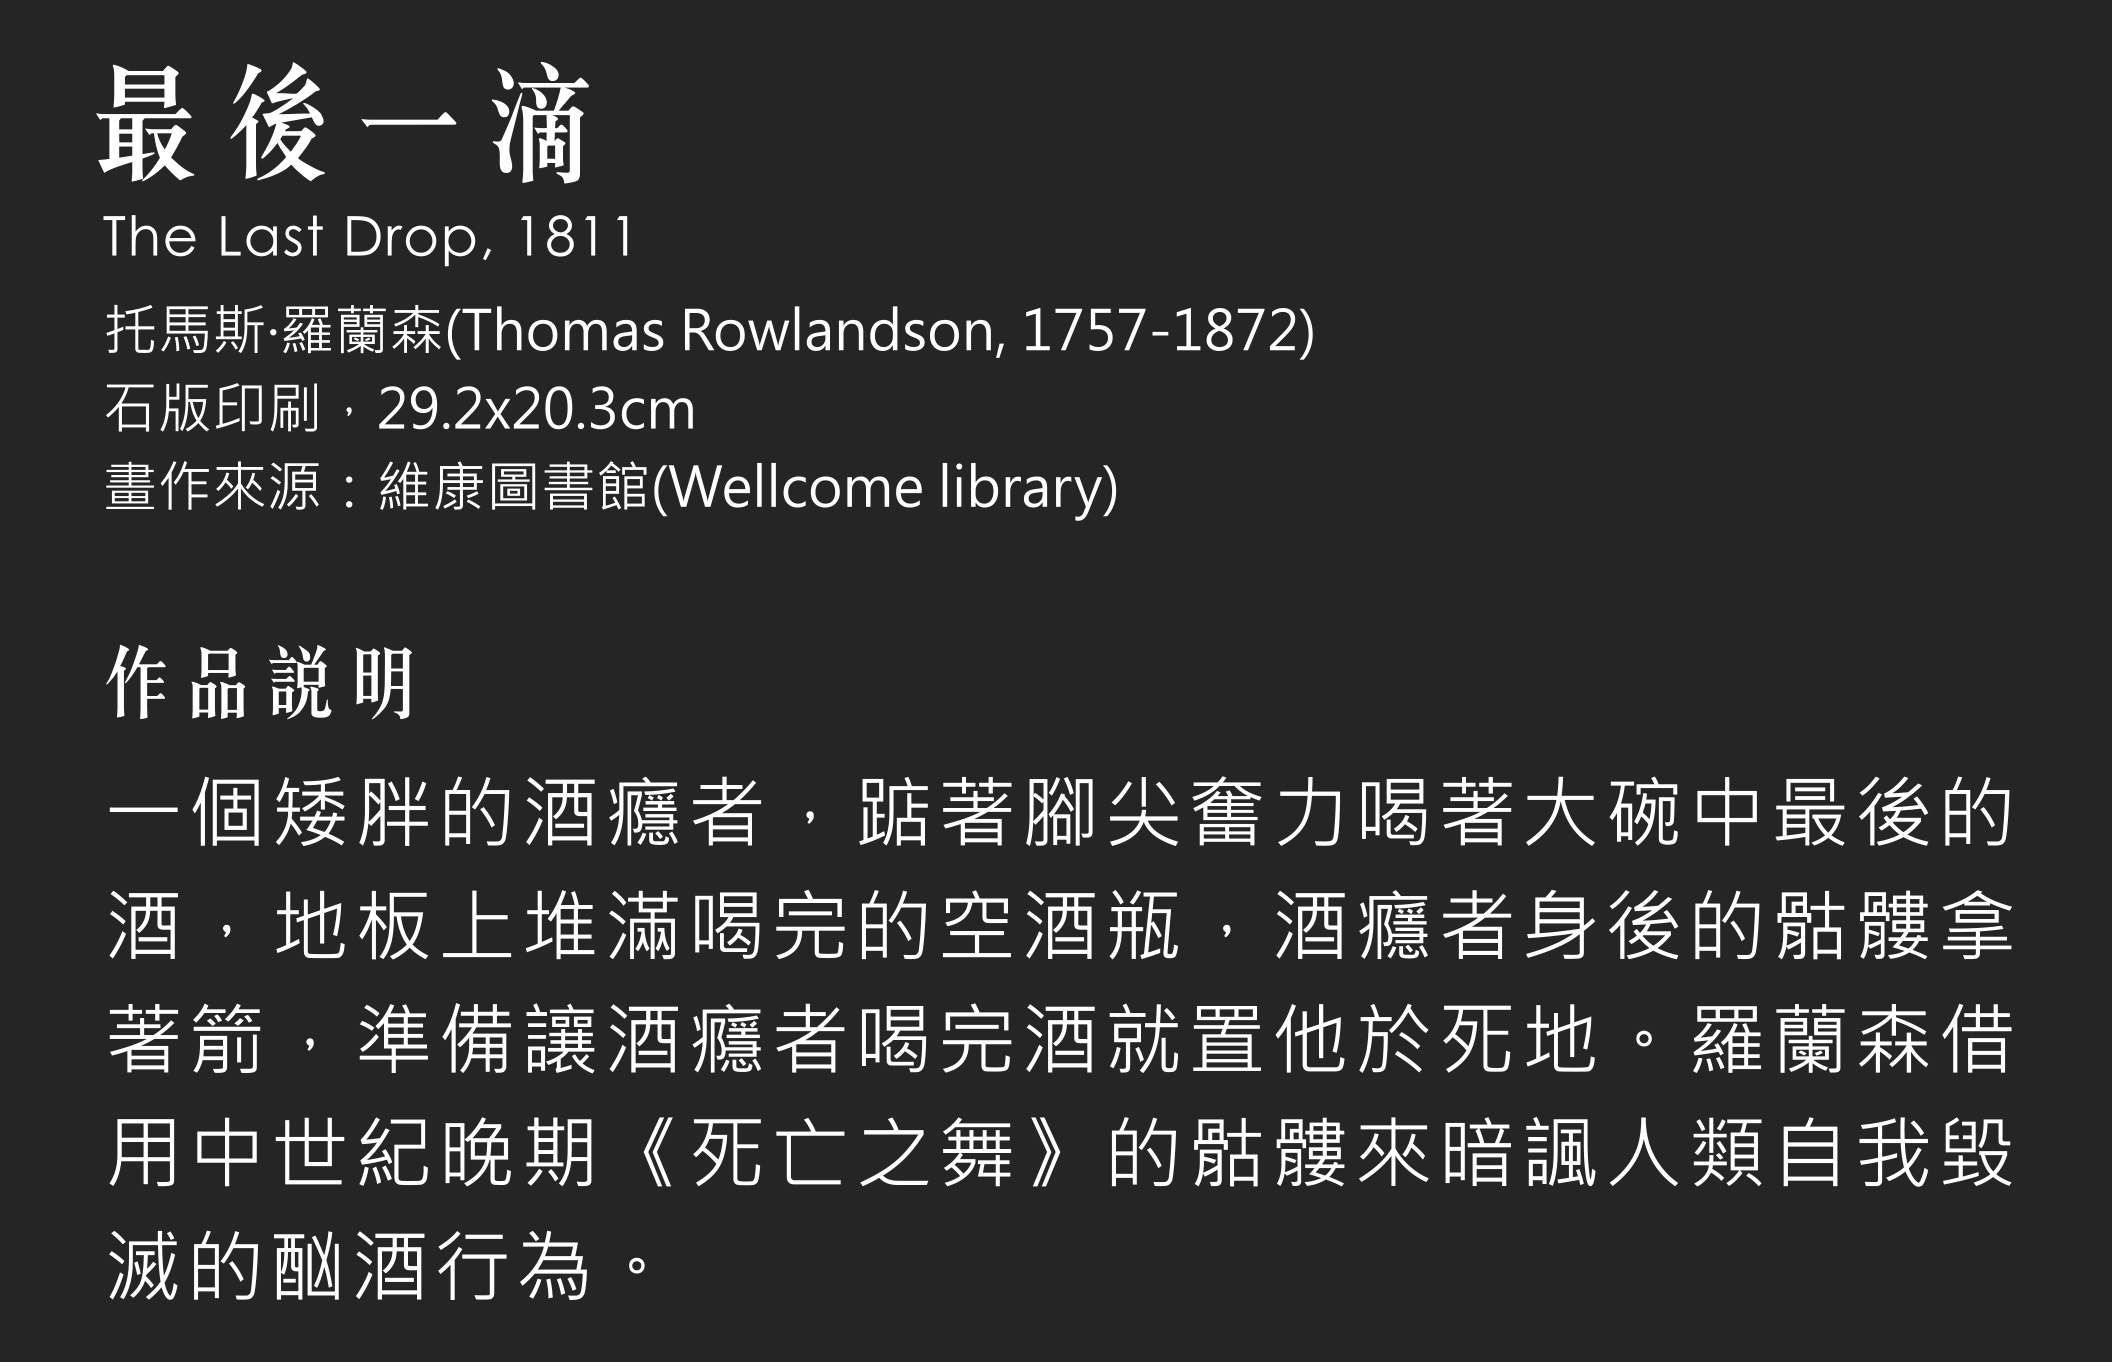 最後一滴
The Last Drop, 1811
托馬斯·羅蘭森(Thomas Rowlandson, 1757-1872)
石版印刷，29.2x20.3cm
畫作來源：維康圖書館(Wellcome library)
作品說明
一個矮胖的酒癮者，踮著腳尖奮力喝著大碗中最後的
酒，地板上堆滿喝完的空酒瓶，酒癮者身後的骷髏拿
著箭，準備讓酒癮者喝完酒就置他於死地。羅蘭森借
用中世紀晚期《死亡之舞》的骷髏來暗諷人類自我毀
滅的酗酒行為。